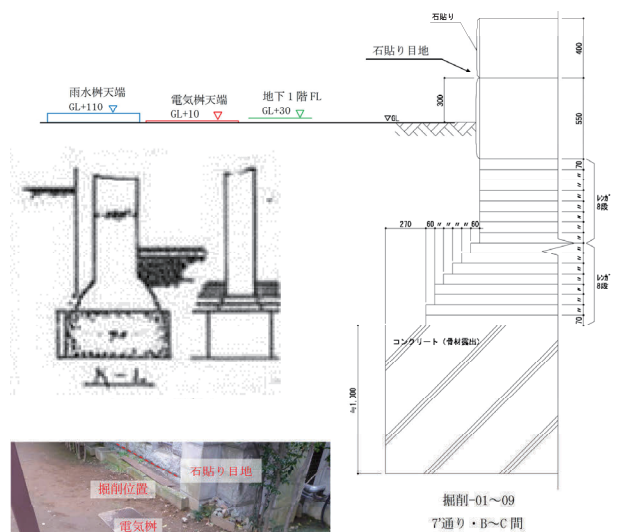 石貼り
石貼り目地
400
300
550
雨水桝天端
GL+110
電気桝天端
GL+10
地下1階FL
GL+30
GL
70
レンガ
8段
270
60
〃
〃
〃
〃
60
レンガ
8段
70
コンクリート(骨材露出)
≒1,100
石貼り目地
掘削位置
電気桝
掘削-01~09
7'通り・B~C間